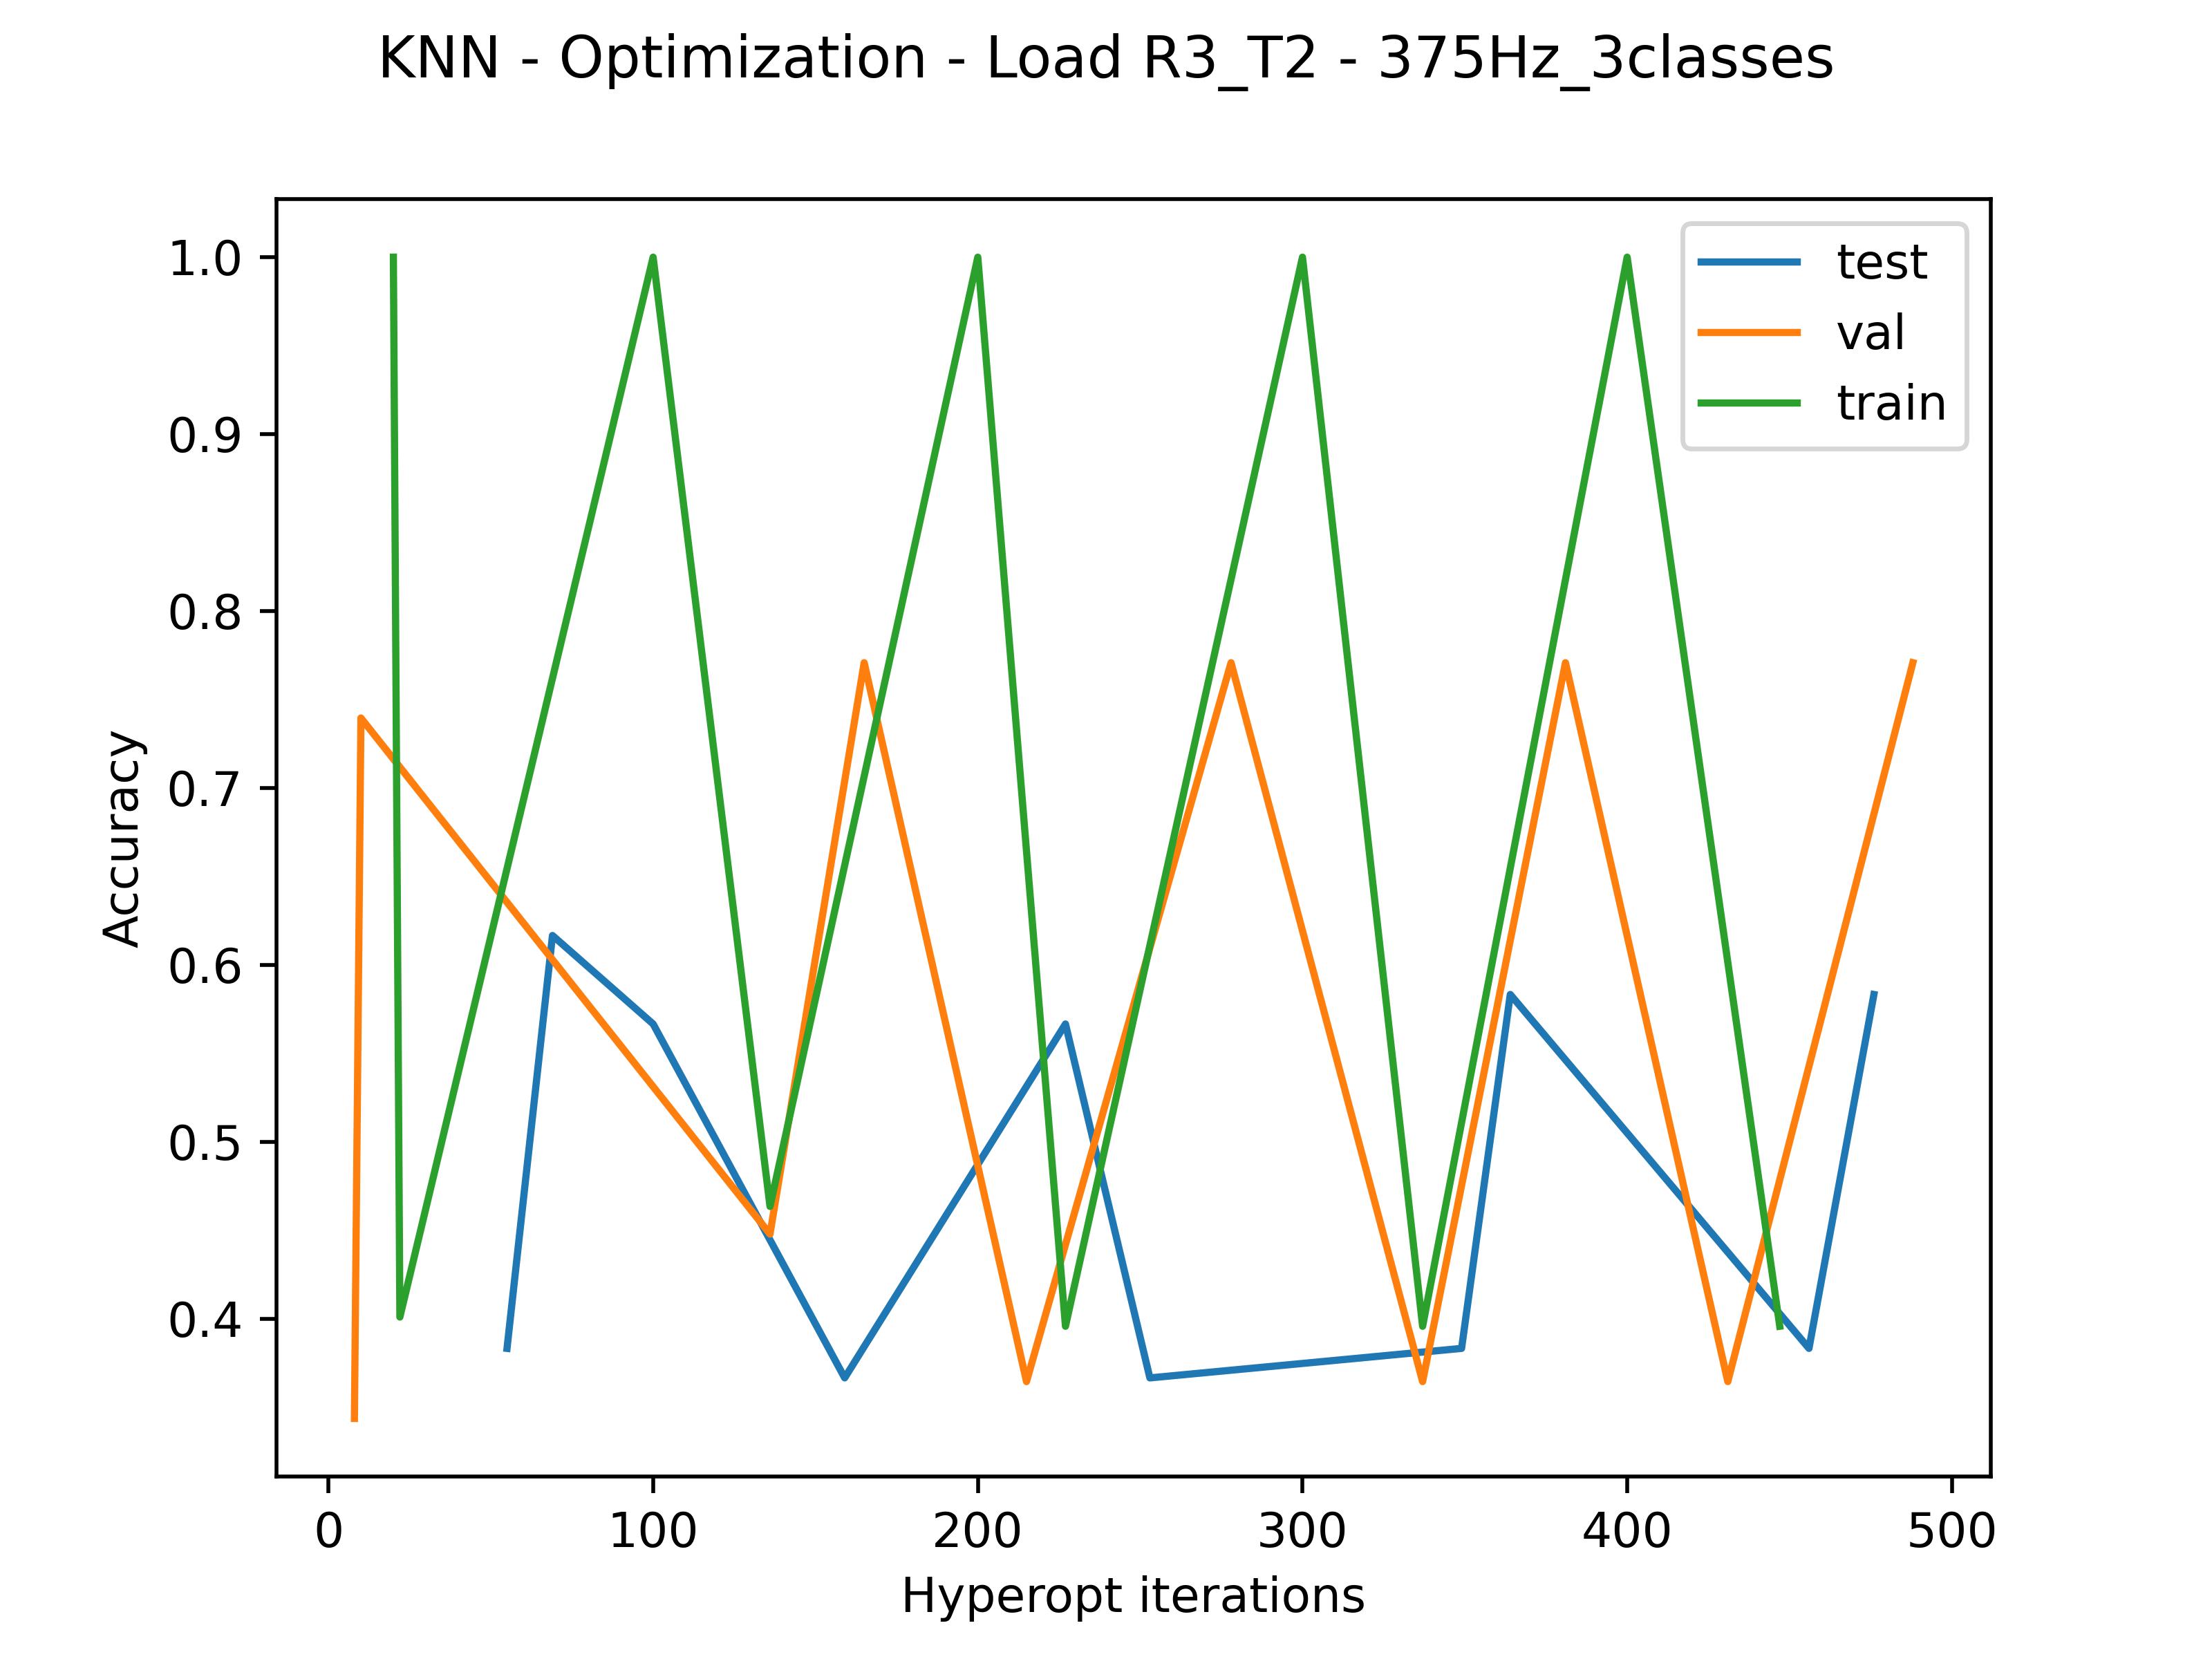 KNN - Optimization - Load R3_T2 - 375Hz_3classes
1.0
0.9
0.8
0.7
0.6
0.5
0.4
Accuracy
test
val
train
0 100 200 300 400 500
Hyperopt iterations